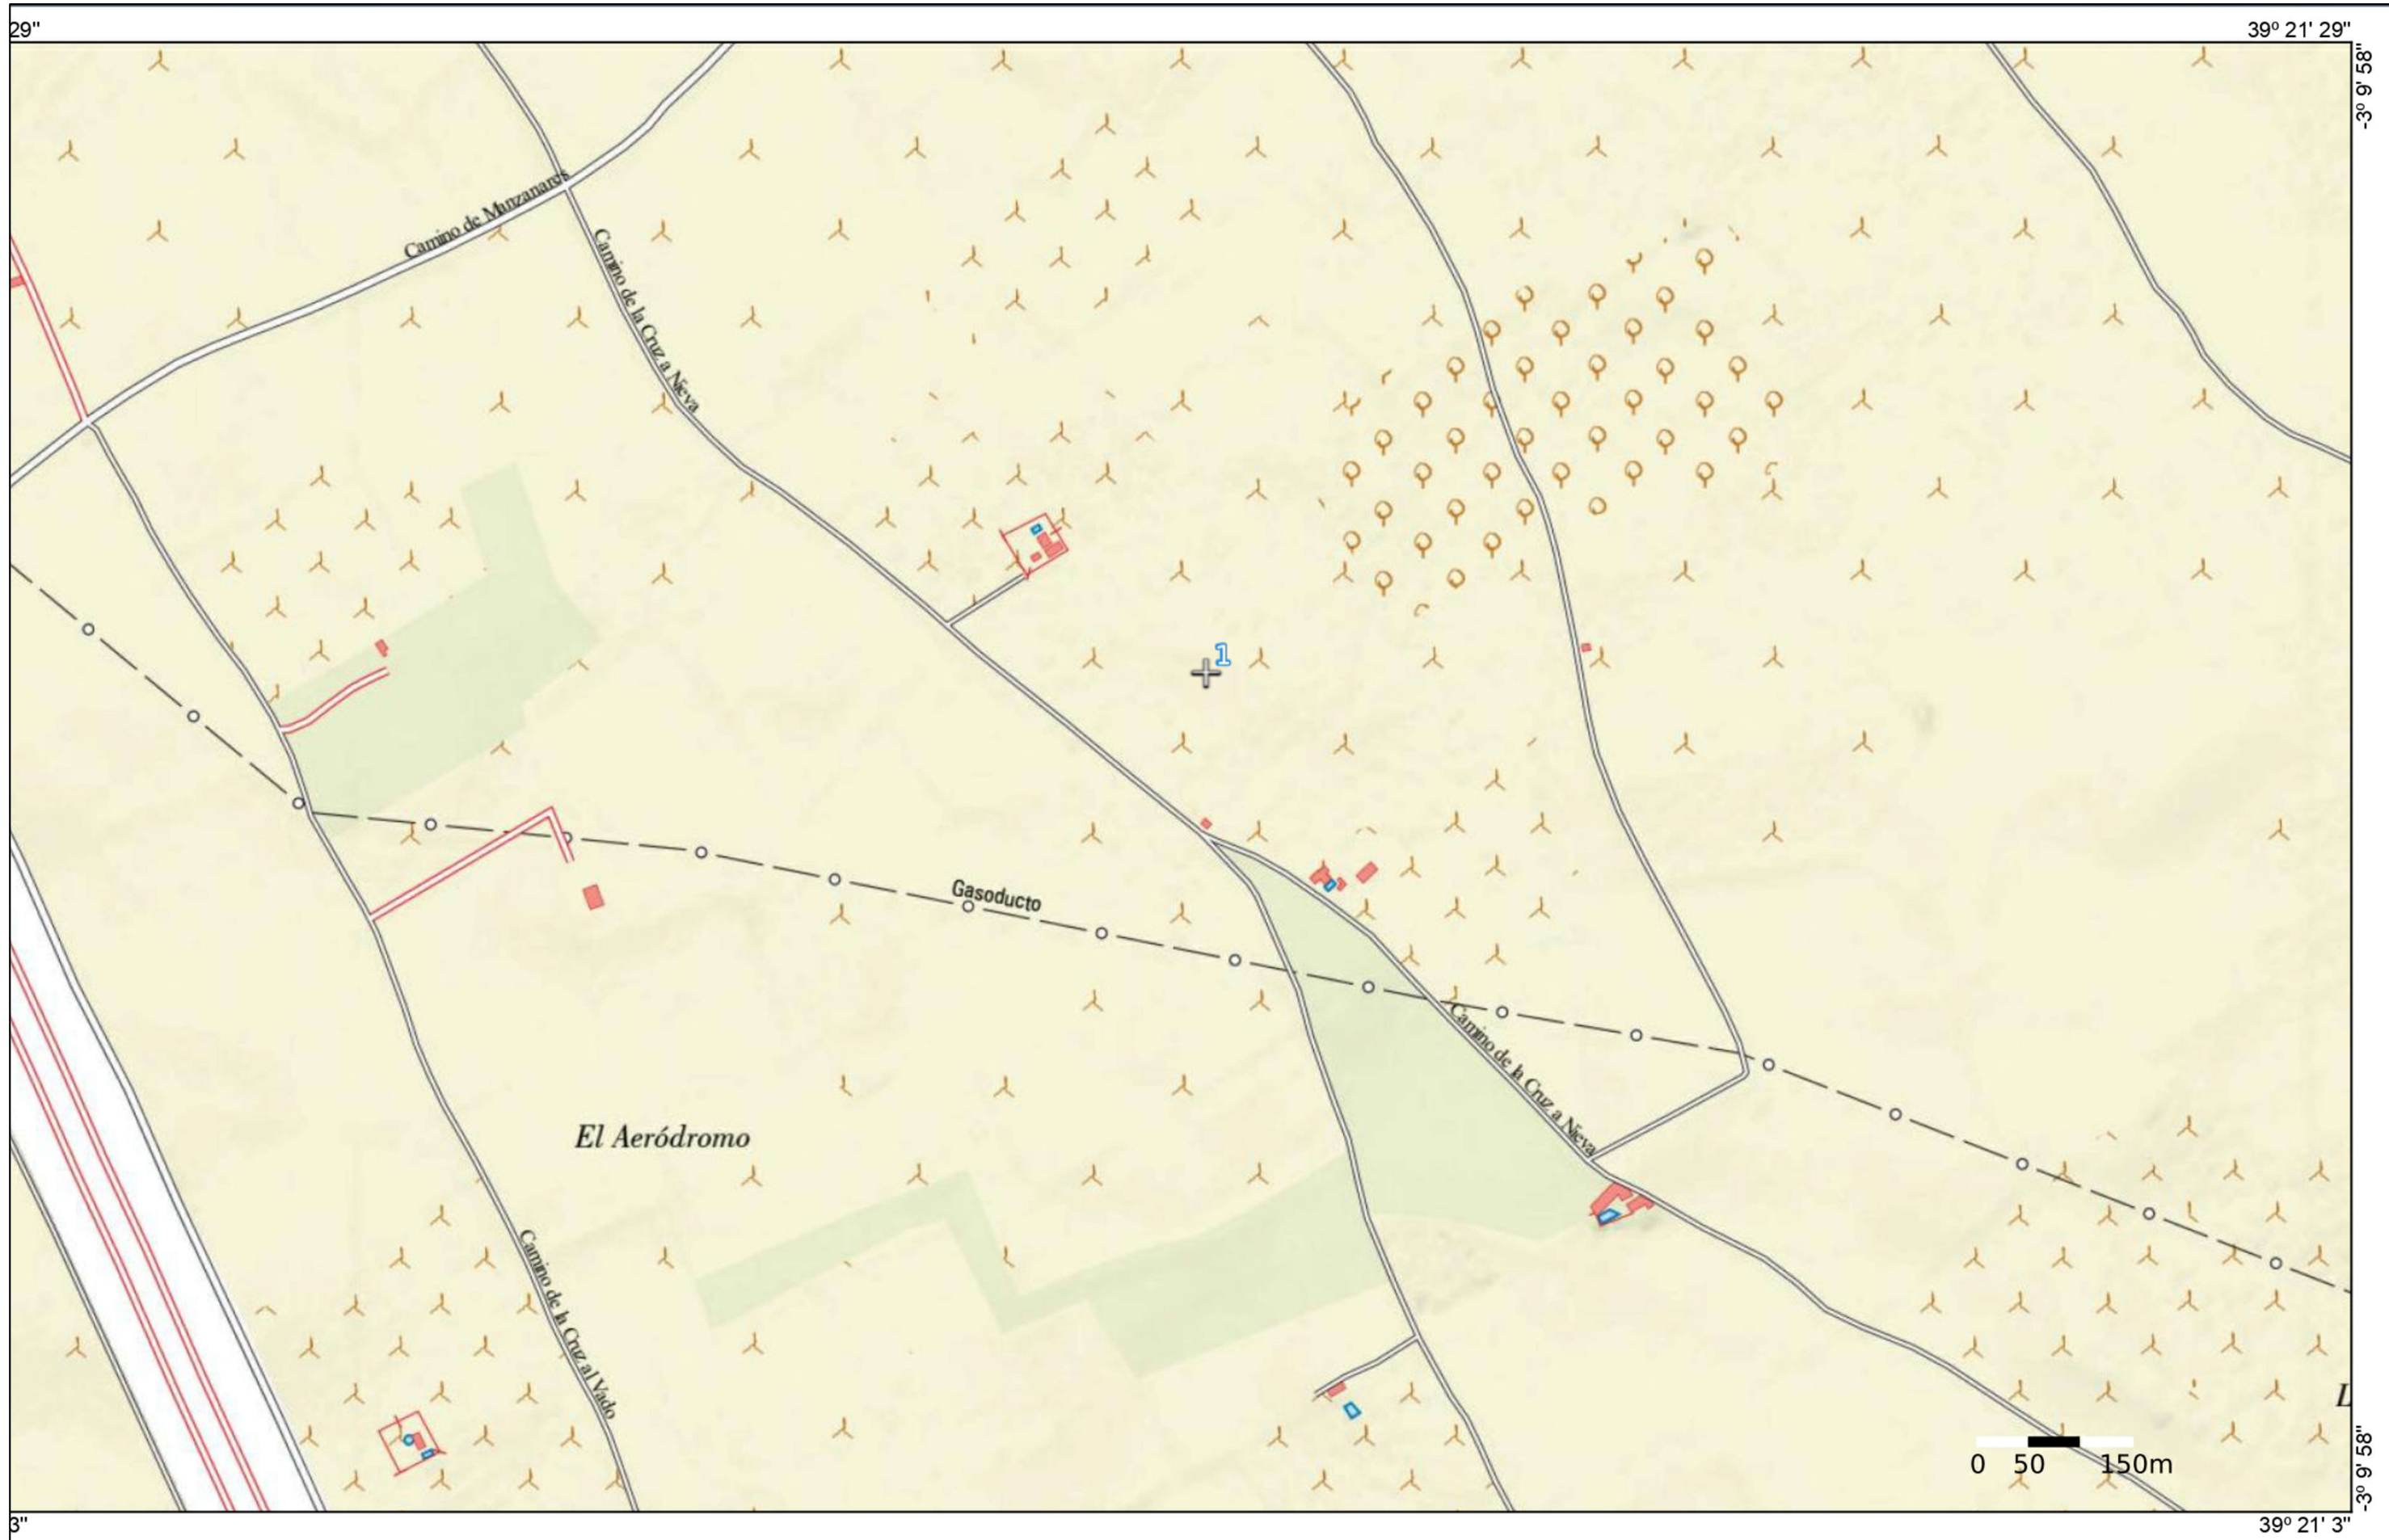 29"
39º 21' 29"
-3º 9' 58"
Camino de Manzanares
Camino de la Cruz a Nieva
1
Gasoducto
Camino de la Cruz a Nieva
El Aeródromo
Camino de la Cruz al Vado
L
0 50 150m
-3º 9' 58"
3"
39º 21' 3"